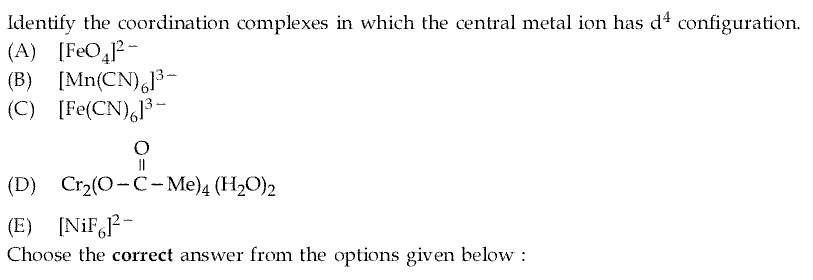 Identify the coordination complexes in which the central metal ion has d⁴ configuration.
(A) [FeO₄]²⁻
(B) [Mn(CN)₆]³⁻
(C) [Fe(CN)₆]³⁻
O
||
(D) Cr₂(O–C–Me)₄ (H₂O)₂
(E) [NiF₆]²⁻
Choose the correct answer from the options given below :